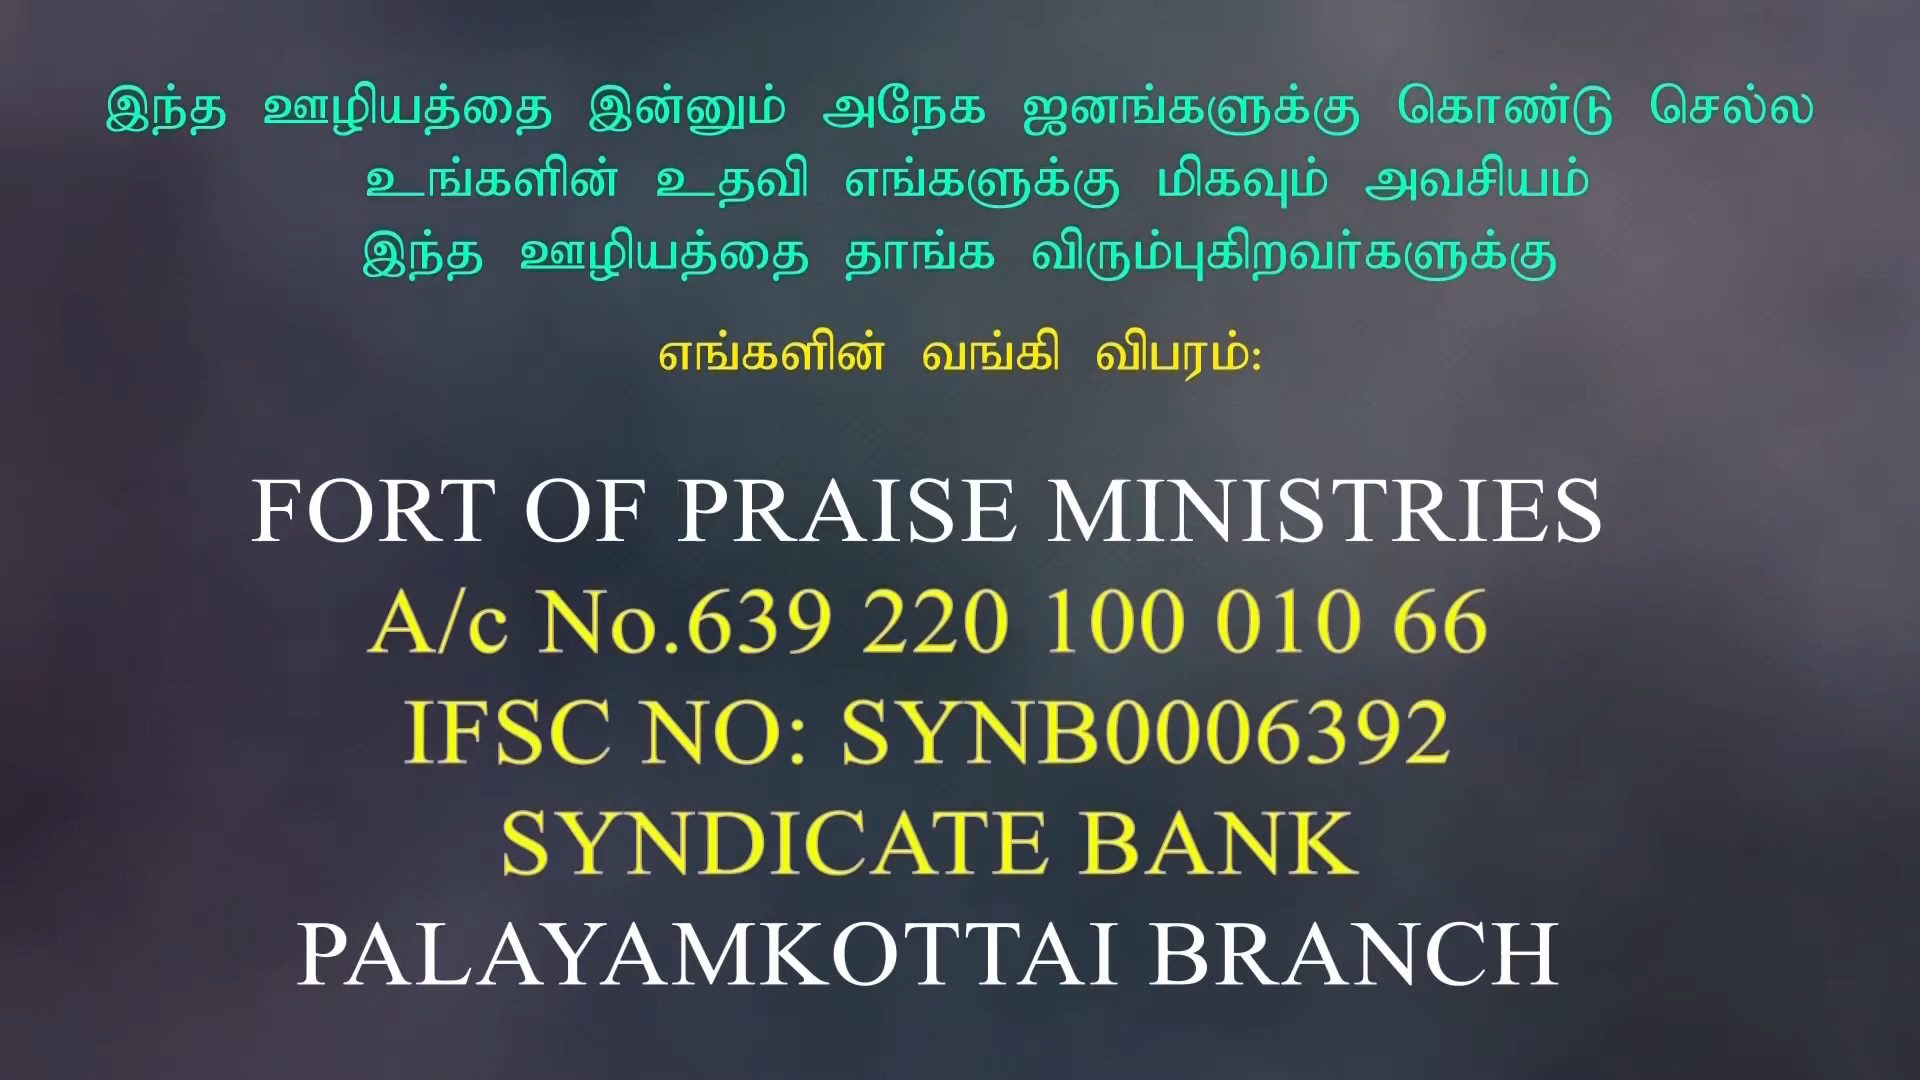 இந்த ஊழியத்தை இன்னும் அநேக ஜனங்களுக்கு கொண்டு செல்ல
உங்களின் உதவி எங்களுக்கு மிகவும் அவசியம்
இந்த ஊழியத்தை தாங்க விரும்புகிறவர்களுக்கு
எங்களின் வங்கி விபரம்:
FORT OF PRAISE MINISTRIES
A/c No.639 220 100 010 66
IFSC NO: SYNB0006392
SYNDICATE BANK
PALAYAMKOTTAI BRANCH